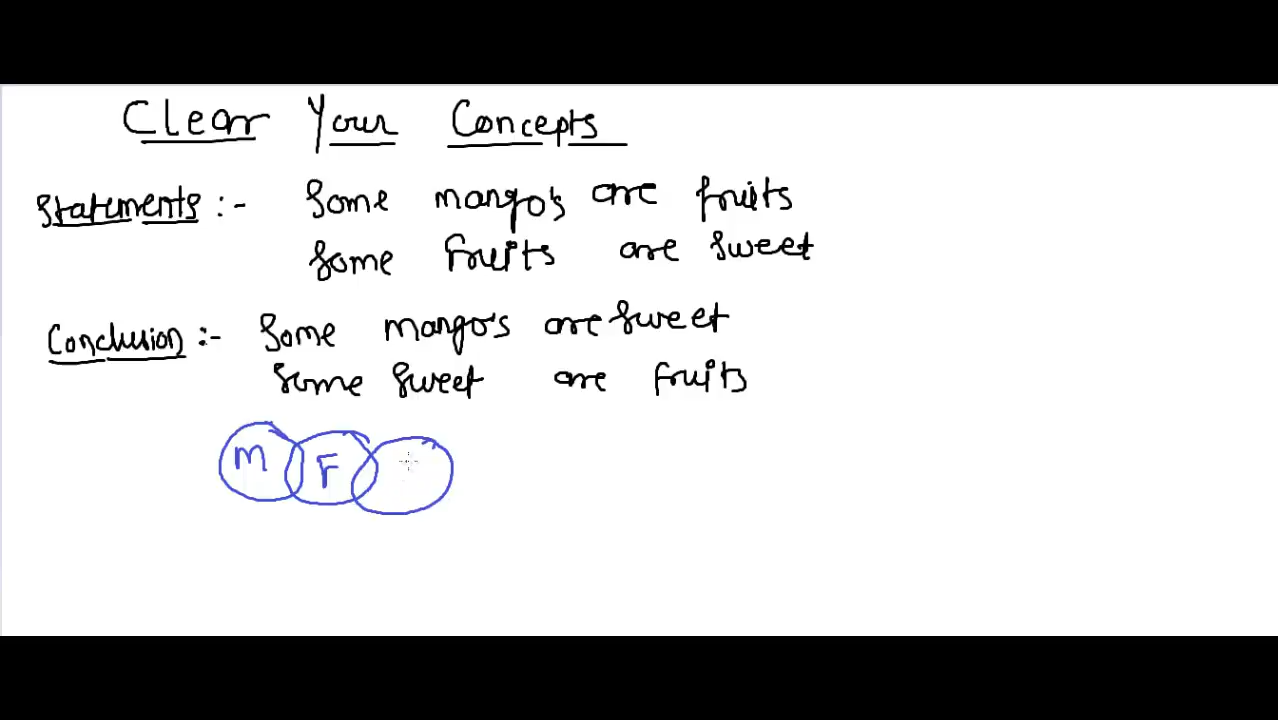 Clear Your Concepts
Statements :- Some mango's are fruits
Some Fruits are sweet
Conclusion :- Some mango's are sweet
Some sweet are fruits
M F